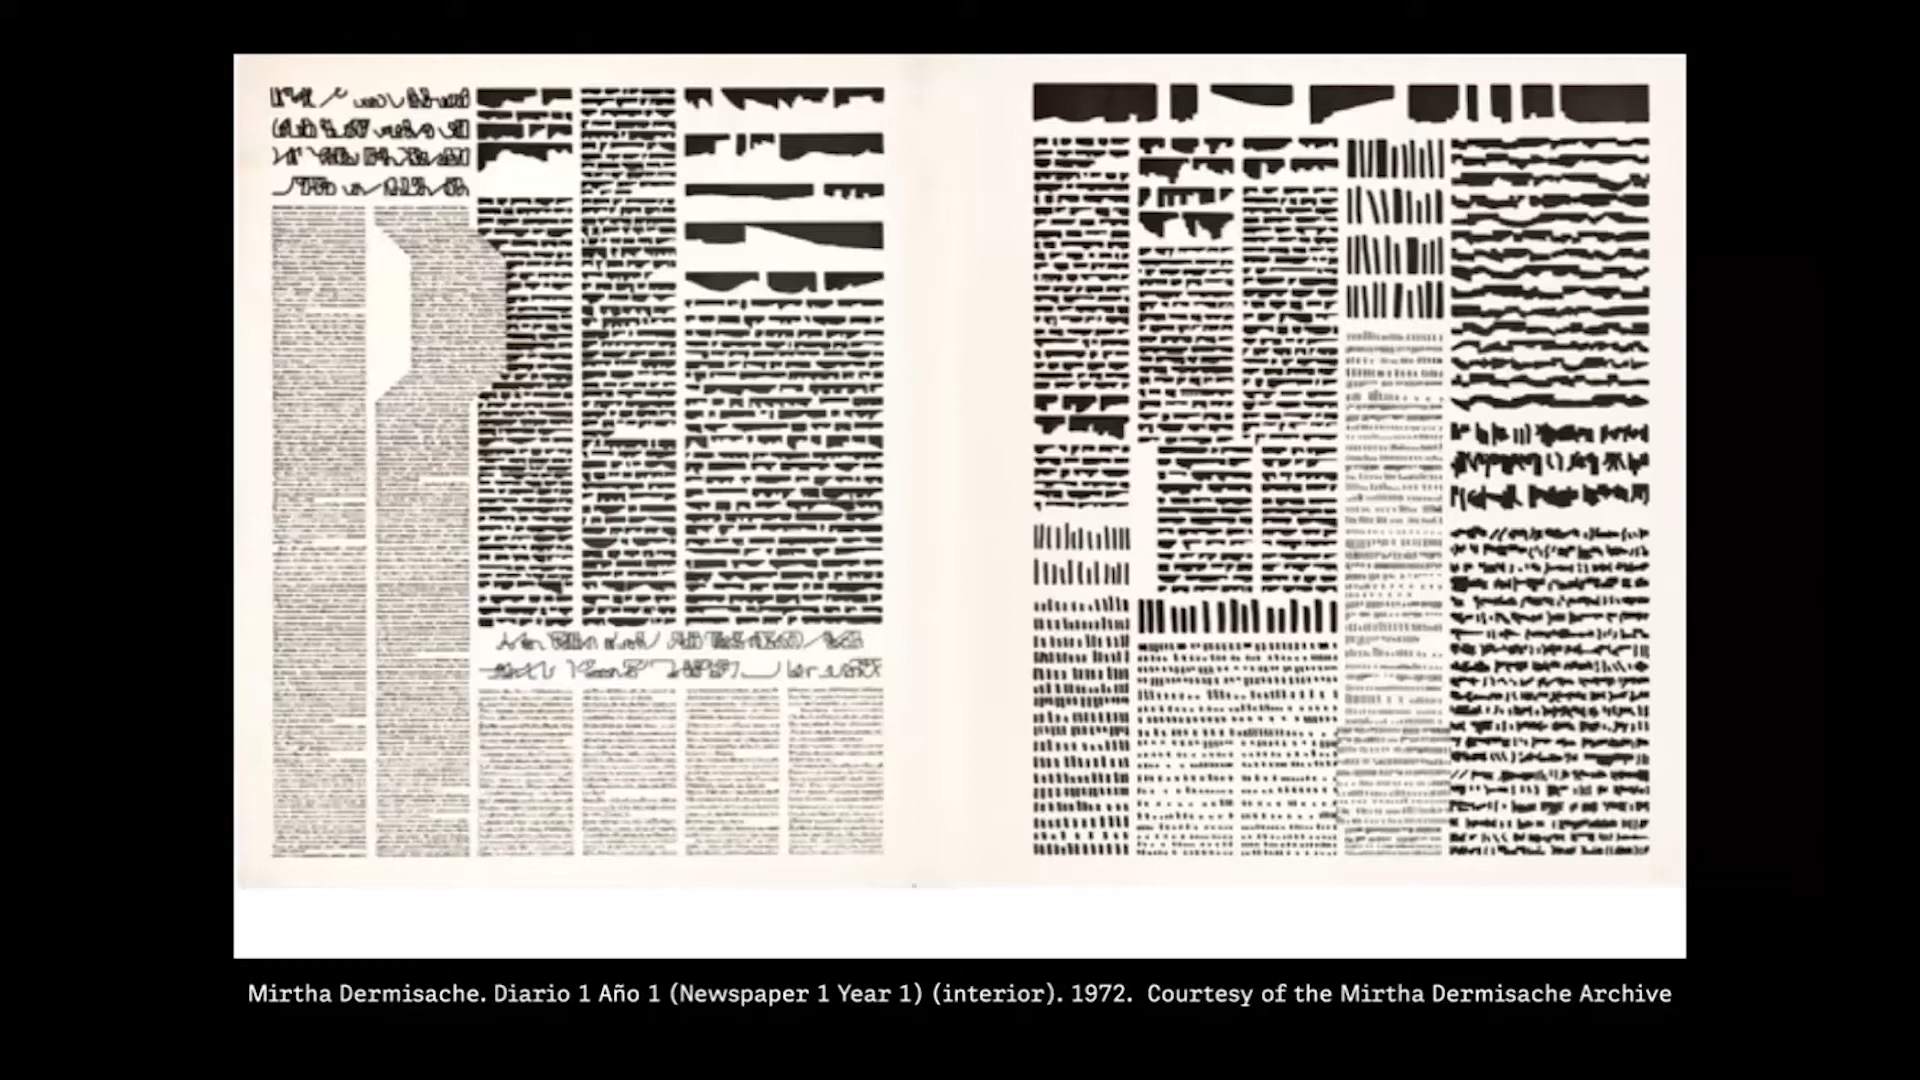 Mirtha Dermisache. Diario 1 Año 1 (Newspaper 1 Year 1) (interior). 1972. Courtesy of the Mirtha Dermisache Archive